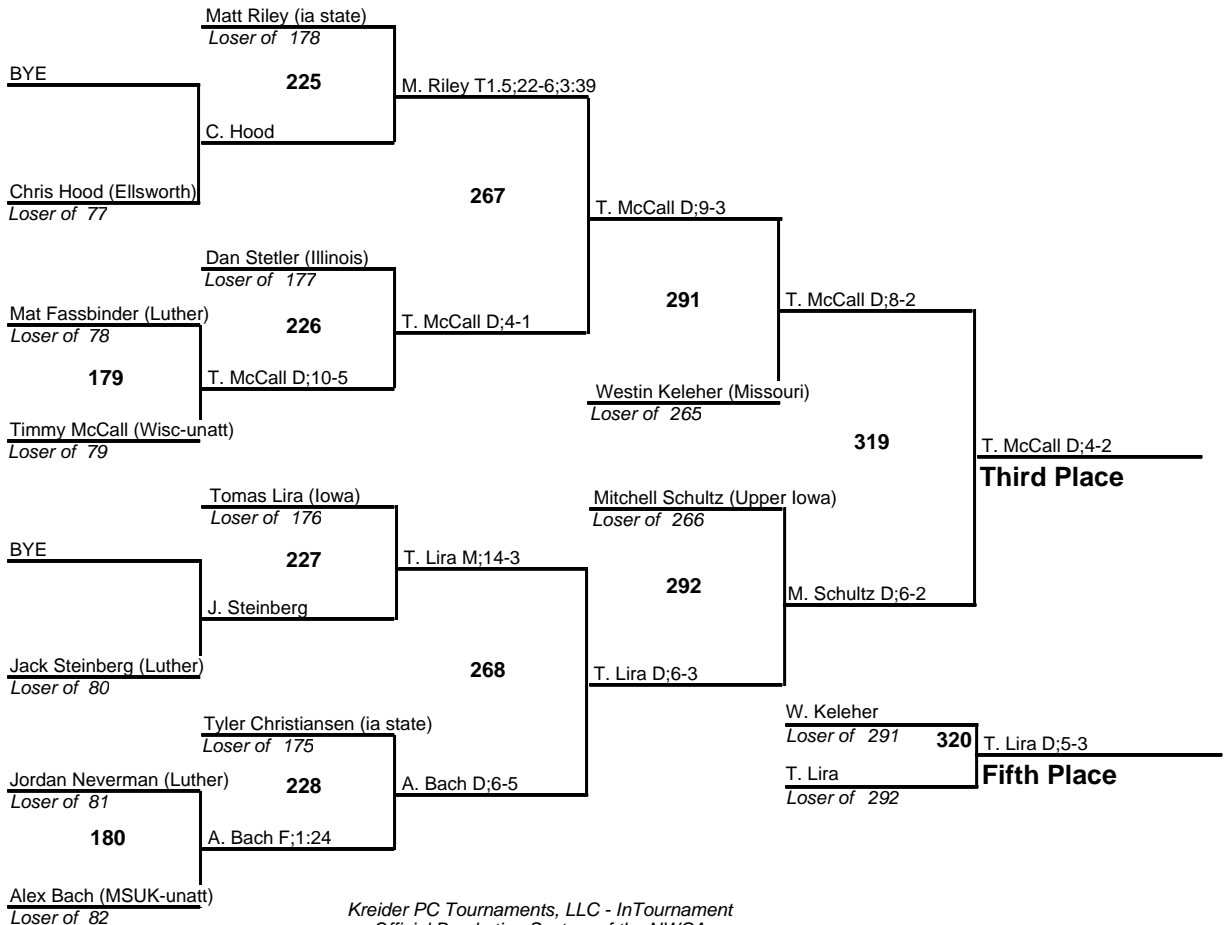 Matt Riley (ia state)
Loser of 178
BYE
225
M. Riley T1.5;22-6;3:39
C. Hood
Chris Hood (Ellsworth)
Loser of 77
267
T. McCall D;9-3
Dan Stetler (Illinois)
Loser of 177
Mat Fassbinder (Luther)
Loser of 78
226
T. McCall D;4-1
291
T. McCall D;8-2
179
T. McCall D;10-5
Westin Keleher (Missouri)
Loser of 265
Timmy McCall (Wisc-unatt)
Loser of 79
319
T. McCall D;4-2
Third Place
Tomas Lira (Iowa)
Loser of 176
Mitchell Schultz (Upper Iowa)
Loser of 266
BYE
227
T. Lira M;14-3
292
M. Schultz D;6-2
J. Steinberg
Jack Steinberg (Luther)
Loser of 80
268
T. Lira D;6-3
Tyler Christiansen (ia state)
Loser of 175
W. Keleher
Loser of 291
320
T. Lira D;5-3
Fifth Place
T. Lira
Loser of 292
Jordan Neverman (Luther)
Loser of 81
228
A. Bach D;6-5
180
A. Bach F;1:24
Alex Bach (MSUK-unatt)
Loser of 82
Kreider PC Tournaments, LLC - InTournament